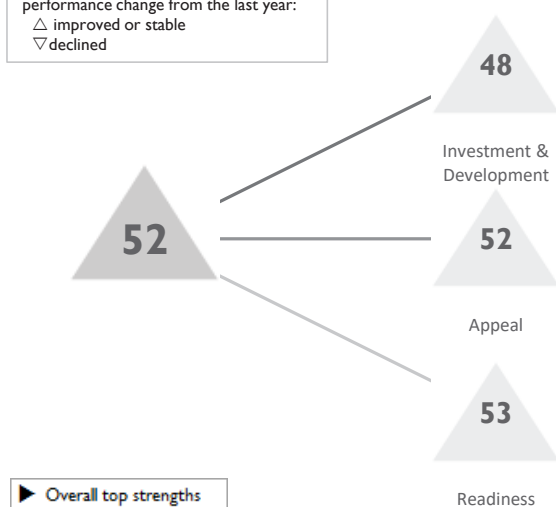 performance change from the last year:
△ improved or stable
▽ declined
48
Investment &
Development
52
52
Appeal
53
Readiness
▶ Overall top strengths